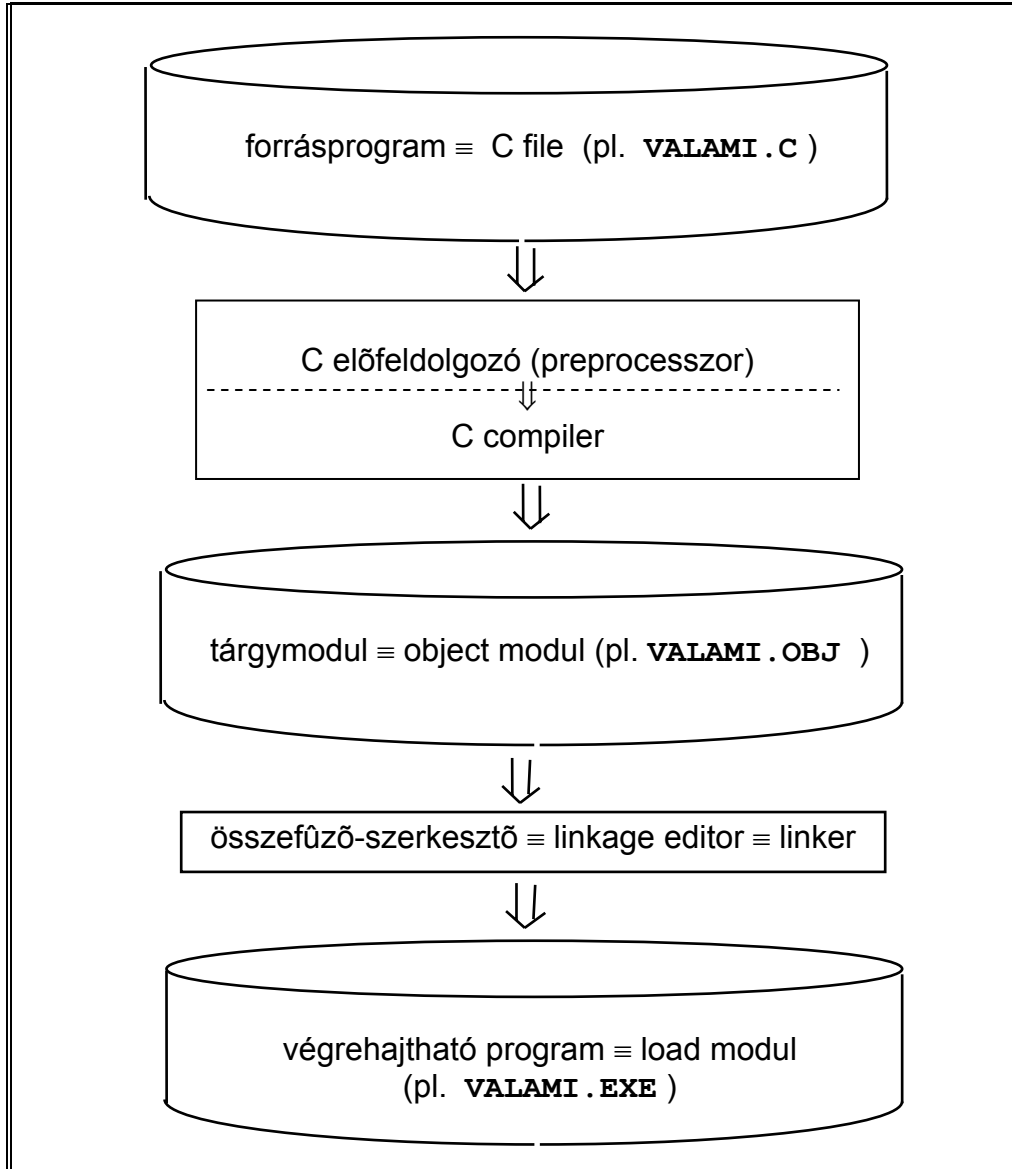 forrásprogram ≡ C file (pl. VALAMI.C )
C elõfeldolgozó (preprocesszor)
C compiler
tárgymodul ≡ object modul (pl. VALAMI.OBJ )
összefûzõ-szerkesztõ ≡ linkage editor ≡ linker
végrehajtható program ≡ load modul
(pl. VALAMI.EXE )